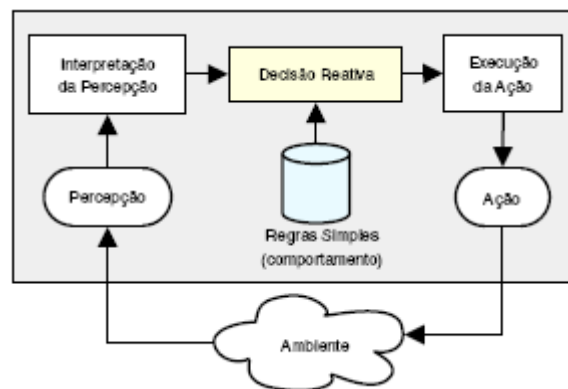 Interpretação
da Percepção
Decisão Reativa
Execução
da Ação
Percepção
Regras Simples
(comportamento)
Ação
Ambiente